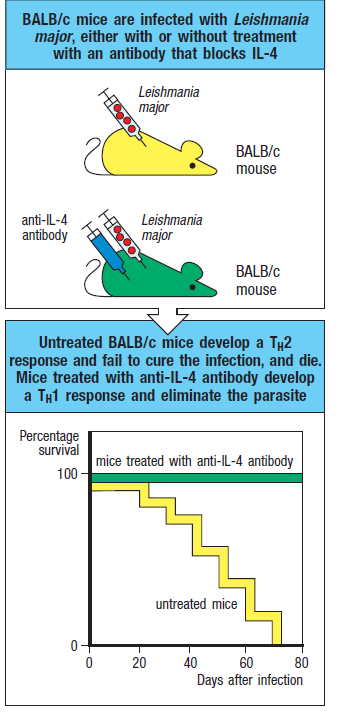 BALB/c mice are infected with Leishmania
major, either with or without treatment
with an antibody that blocks IL-4
Leishmania
major
BALB/c
mouse
anti-IL-4
antibody
Leishmania
major
BALB/c
mouse
Untreated BALB/c mice develop a TH2
response and fail to cure the infection, and die.
Mice treated with anti-IL-4 antibody develop
a TH1 response and eliminate the parasite
Percentage
survival
100
mice treated with anti-IL-4 antibody
untreated mice
0
0 20 40 60 80
Days after infection